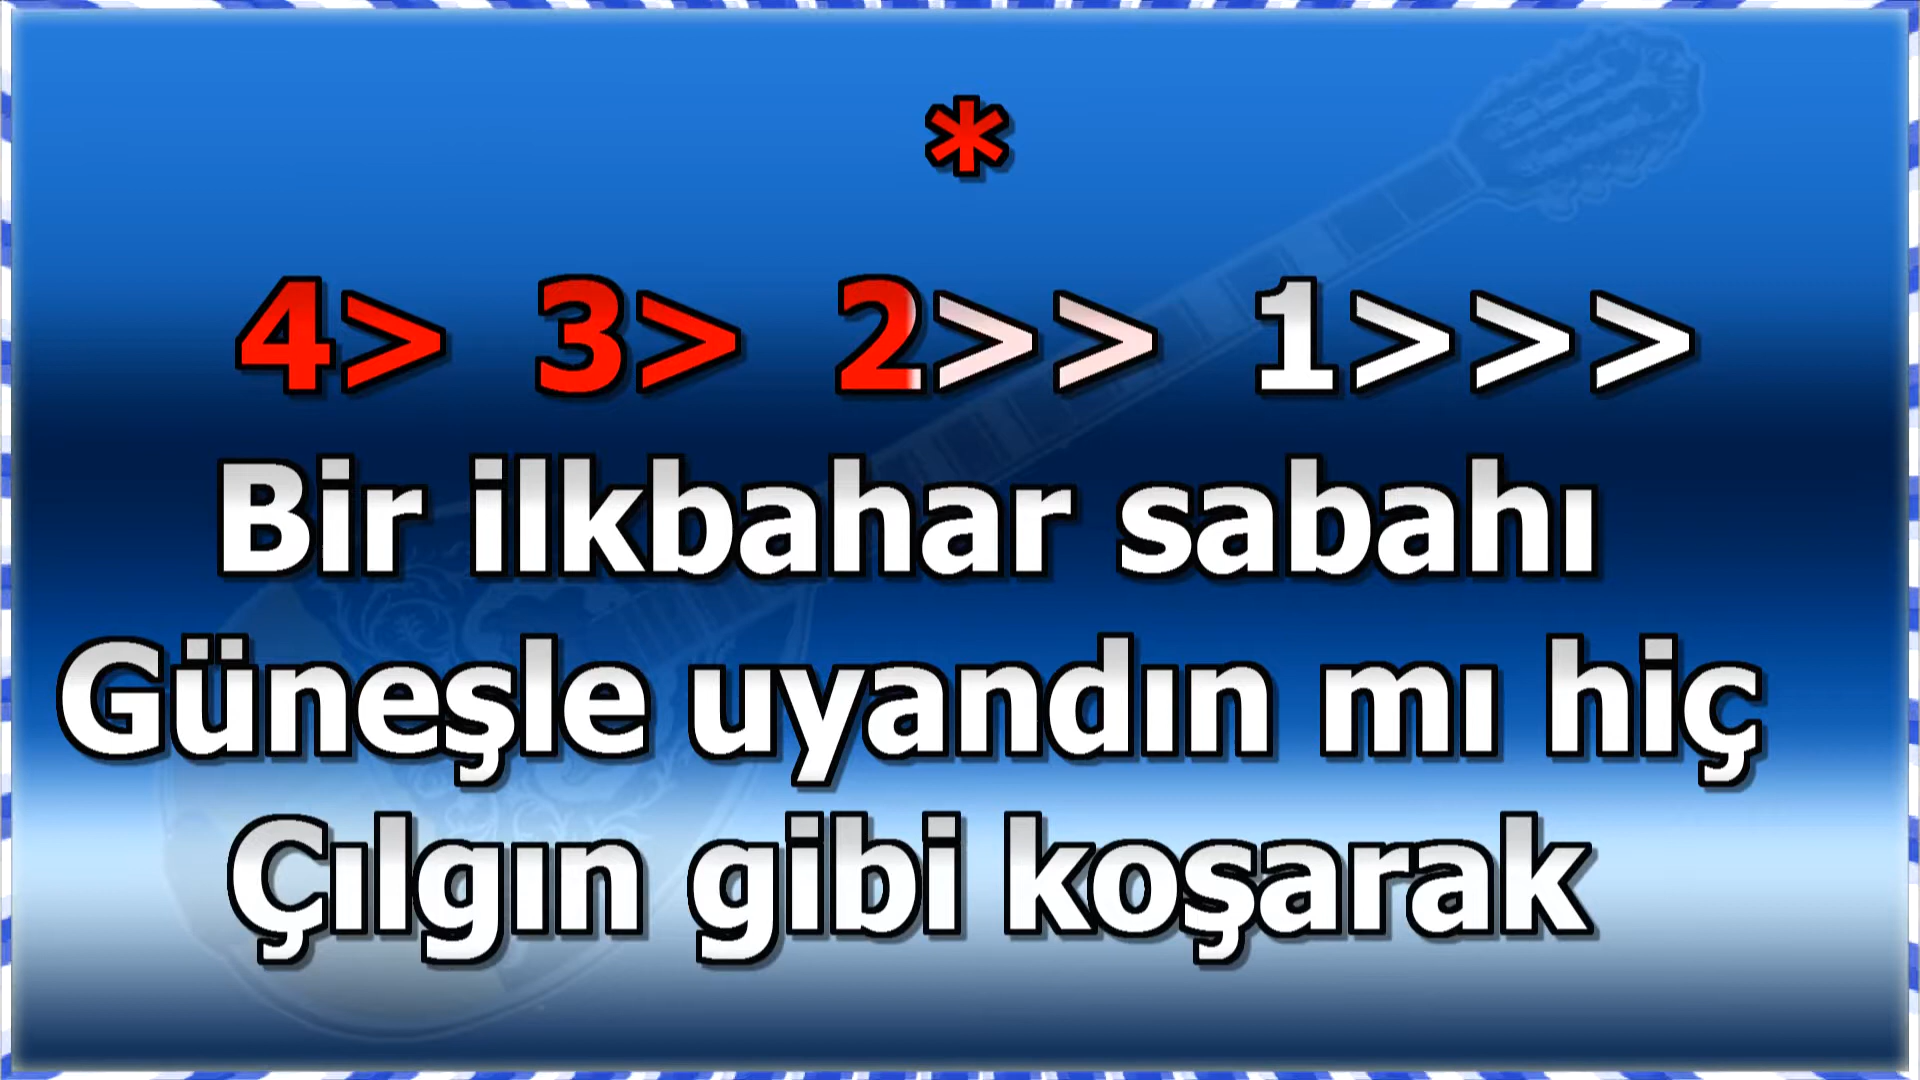 *
4> 3> 2>> 1>>>
Bir ilkbahar sabahı
Güneşle uyandın mı hiç
Çılgın gibi koşarak